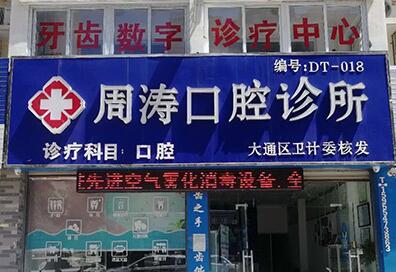 牙齿数字 诊疗中心
编号:DT-018
周涛口腔诊所
诊疗科目: 口腔
大通区卫计委核发
先进空气雾化消毒设备.全